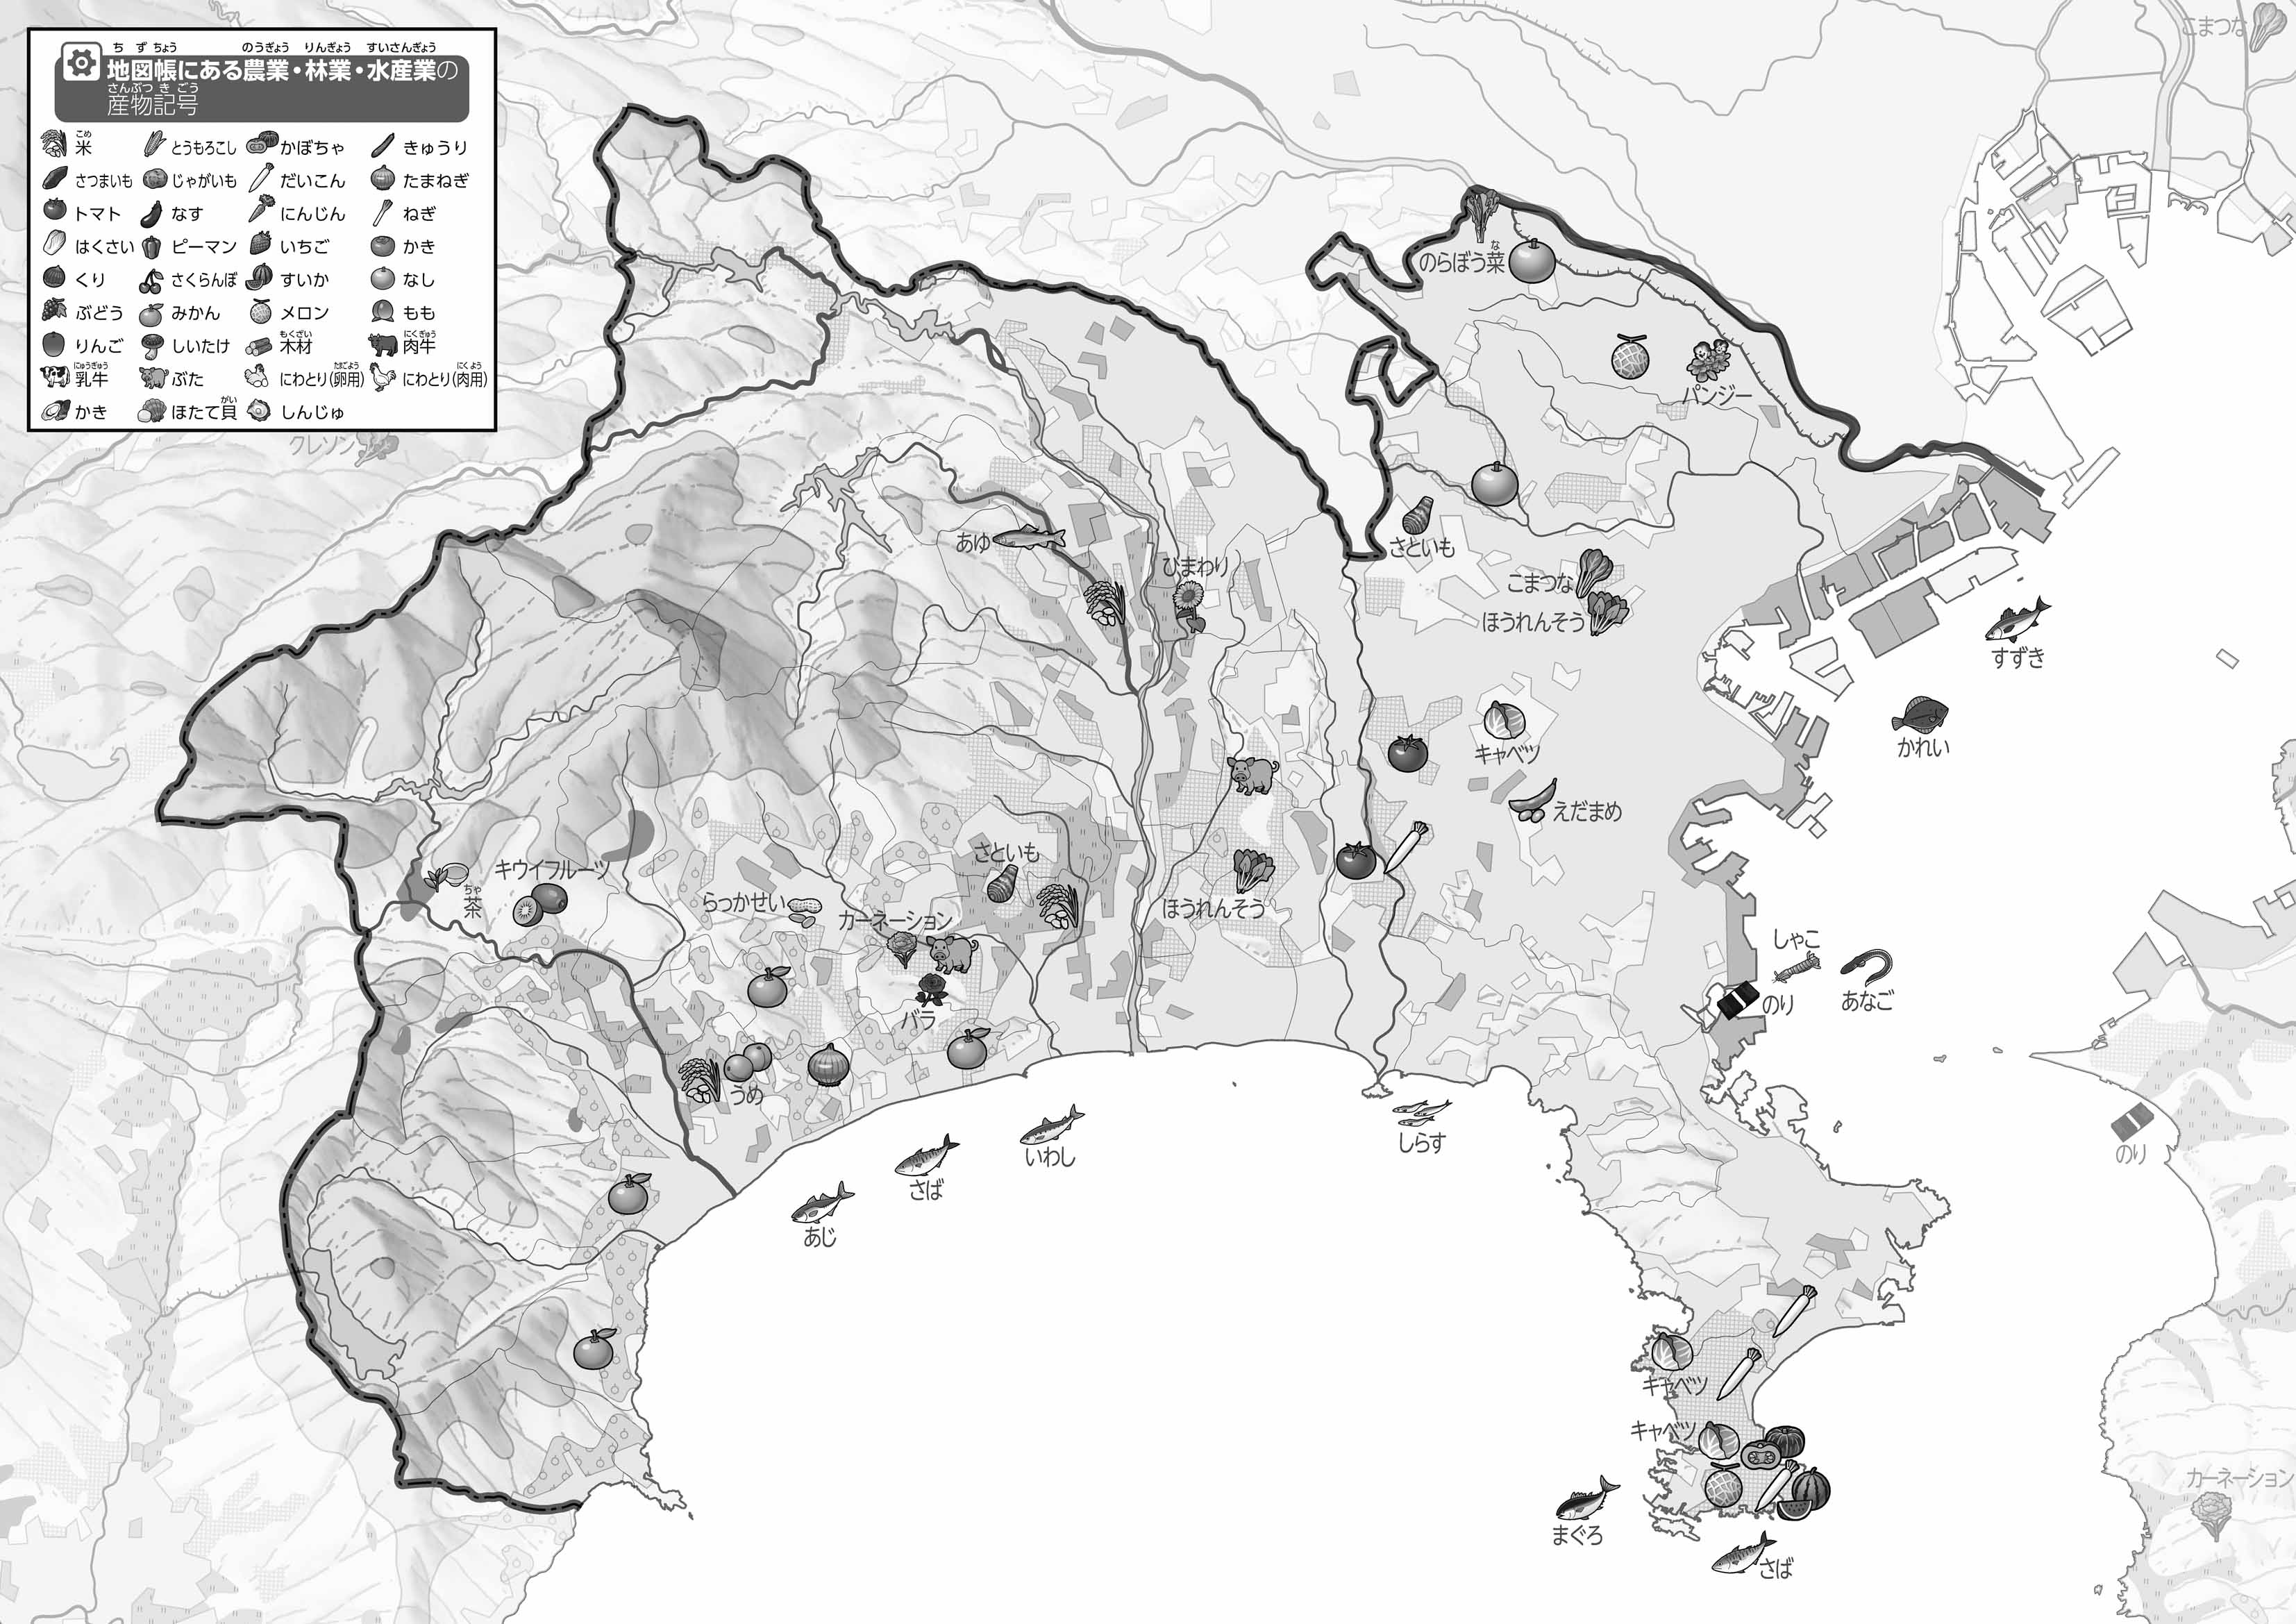 地図帳にある農業・林業・水産業の
産物記号
米 とうもろこし かぼちゃ きゅうり
さつまいも じゃがいも だいこん たまねぎ
トマト なす にんじん ねぎ
はくさい ピーマン いちご かき
くり さくらんぼ すいか なし
ぶどう みかん メロン もも
りんご しいたけ 木材 肉牛
乳牛 ぶた にわとり(卵用) にわとり(肉用)
かき ほたて貝 しんじゅ
クレソン
こまつな
のらぼう菜
パンジー
さといも
あゆ
ひまわり
こまつな
ほうれんそう
すずき
かれい
キャベツ
えだまめ
茶
キウイフルーツ
らっかせい
カーネーション
さといも
ほうれんそう
バラ
うめ
しゃこ
のり
あなご
しらす
いわし
さば
あじ
のり
キャベツ
キャベツ
まぐろ
さば
カーネーション